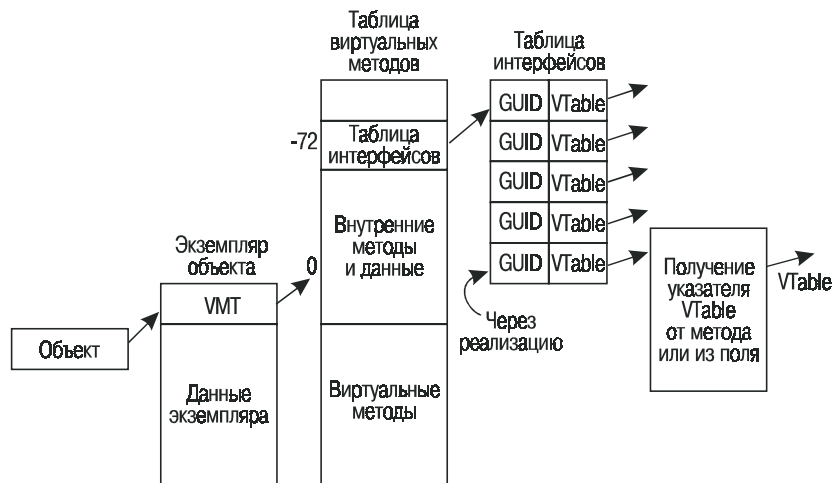 Таблица
виртуальных
методов
Таблица
интерфейсов
GUID VTable
GUID VTable
GUID VTable
GUID VTable
GUID VTable
-72
Таблица
интерфейсов
Внутренние
методы
и данные
0
Экземпляр
объекта
VMT
Объект
Данные
экземпляра
Виртуальные
методы
Через
реализацию
Получение
указателя
VTable
от метода
или из поля
VTable